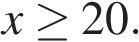 x ≥ 20.